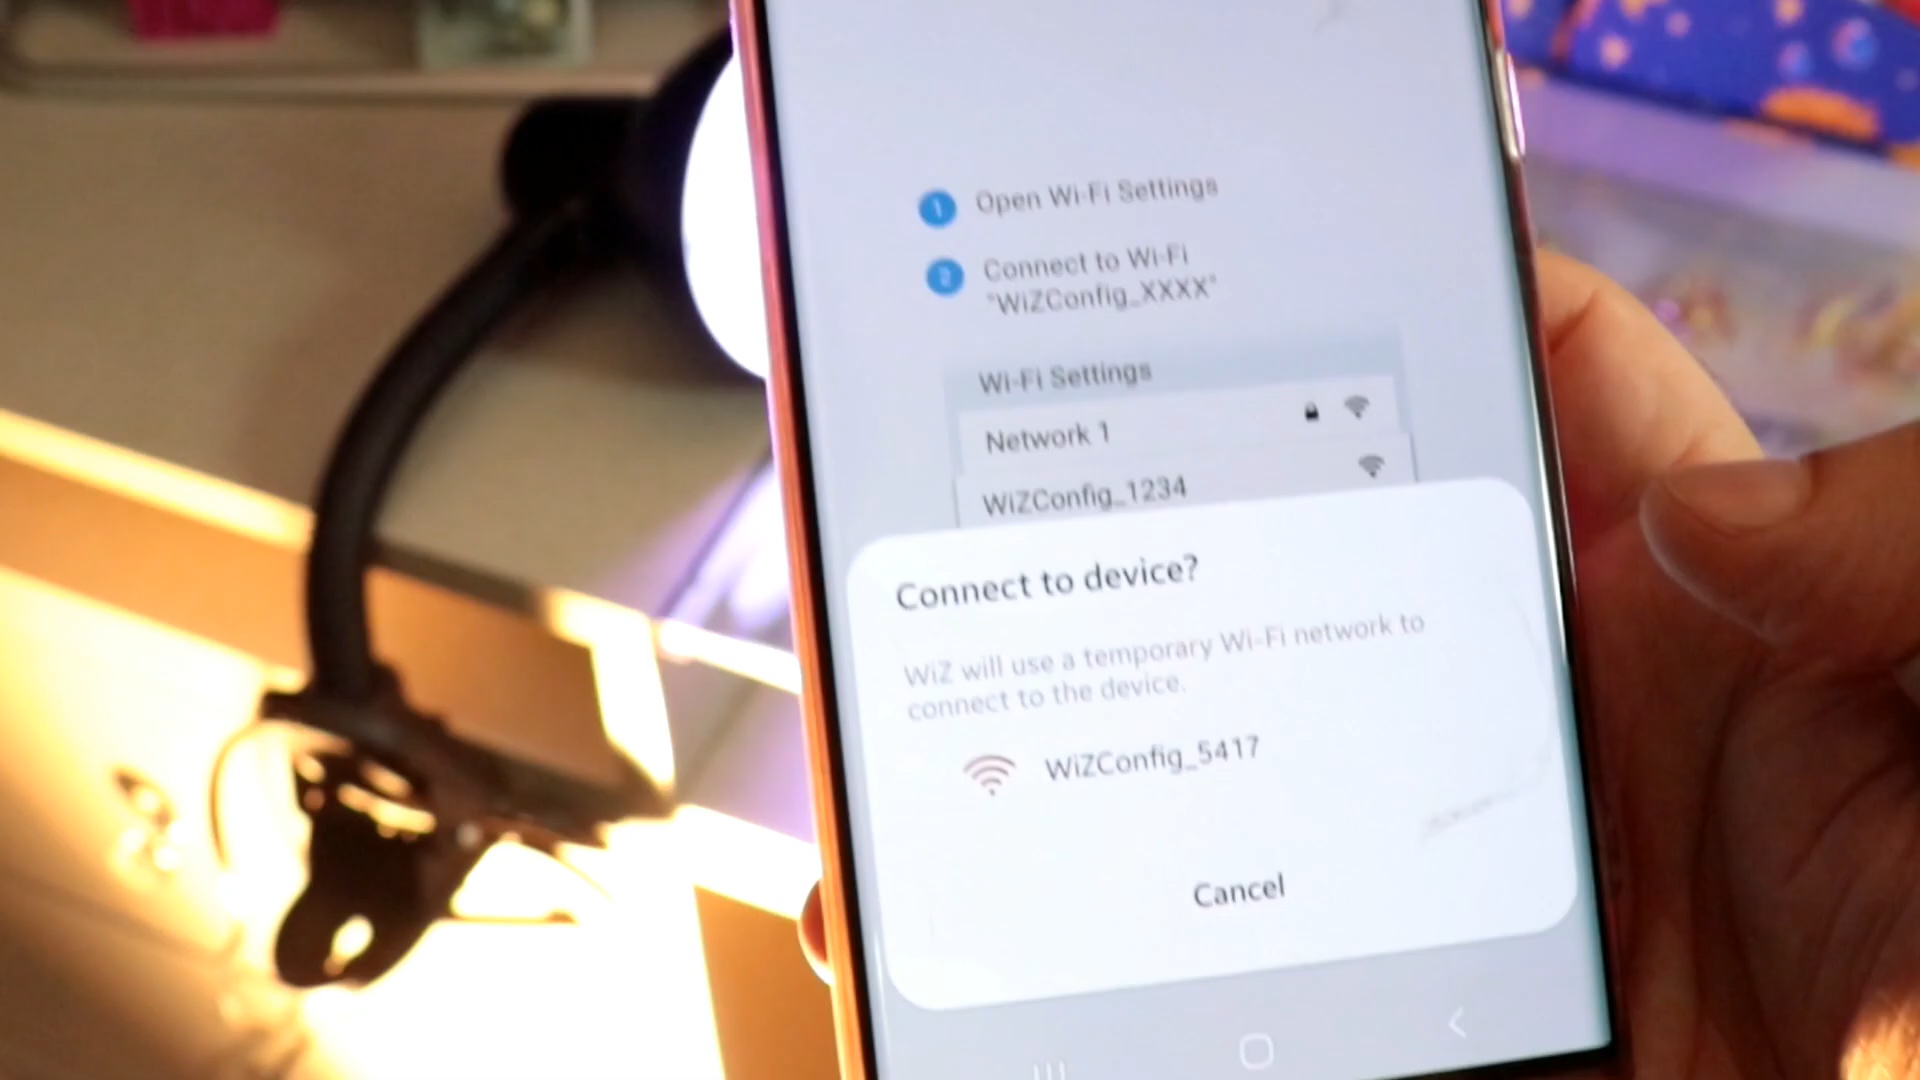 1 Open Wi-Fi Settings
2 Connect to Wi-Fi
"WiZConfig_XXXX"
Wi-Fi Settings
Network 1
WiZConfig_1234
Connect to device?
WiZ will use a temporary Wi-Fi network to
connect to the device.
WiZConfig_5417
Cancel